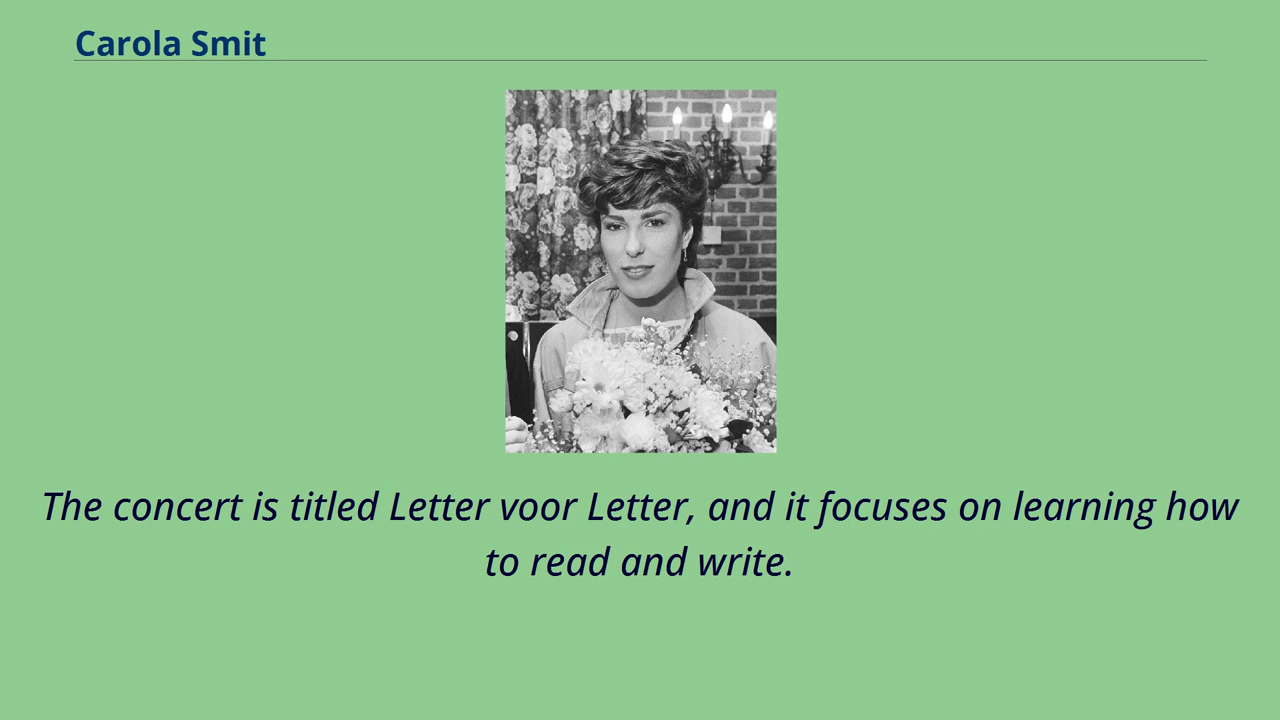 Carola Smit
The concert is titled Letter voor Letter, and it focuses on learning how
to read and write.